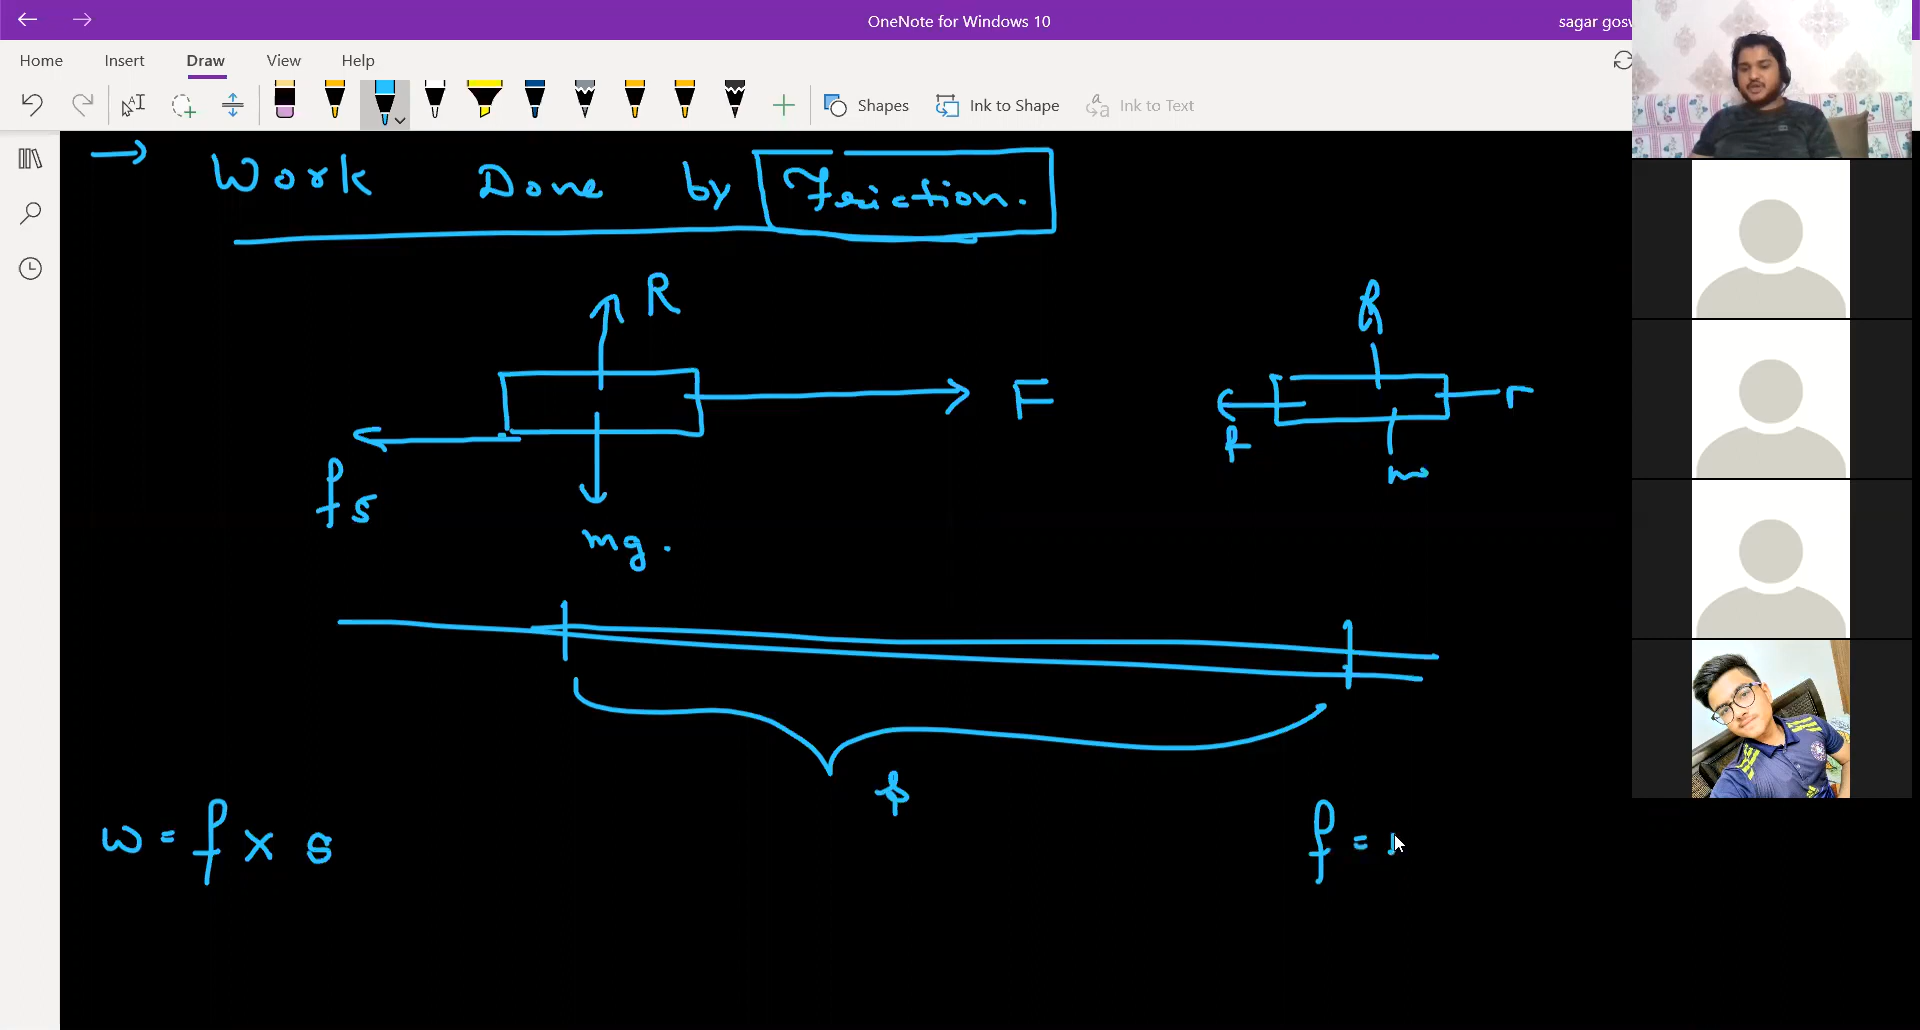 OneNote for Windows 10
sagar gosw
Home Insert Draw View Help
Shapes Ink to Shape Ink to Text
→ Work Done by Friction.
R R
F
f
fs
mg.
w = f x s
f =